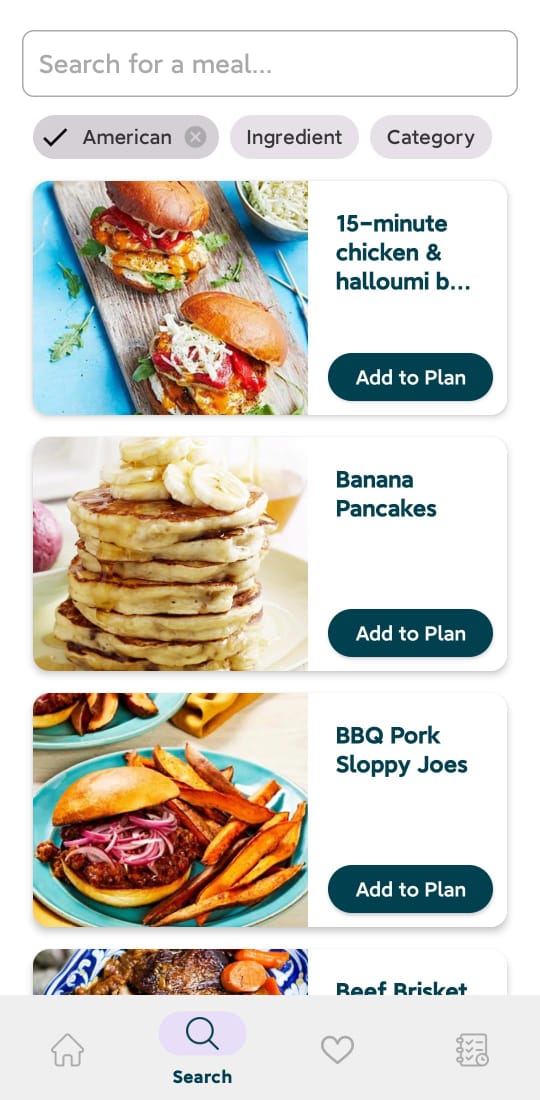 Search for a meal...
American
Ingredient
Category
15-minute
chicken &
halloumi b...
Add to Plan
Banana
Pancakes
Add to Plan
BBQ Pork
Sloppy Joes
Add to Plan
Beef Brisket
Search